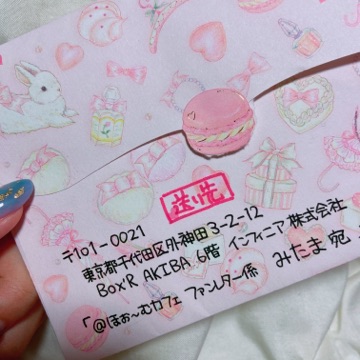 送り先
〒101-0021
東京都千代田区外神田3-2-12
Box'R AKIBA 6階 インフィニア株式会社
「@ほぉ〜むカフェ ファンレター係 みたま宛